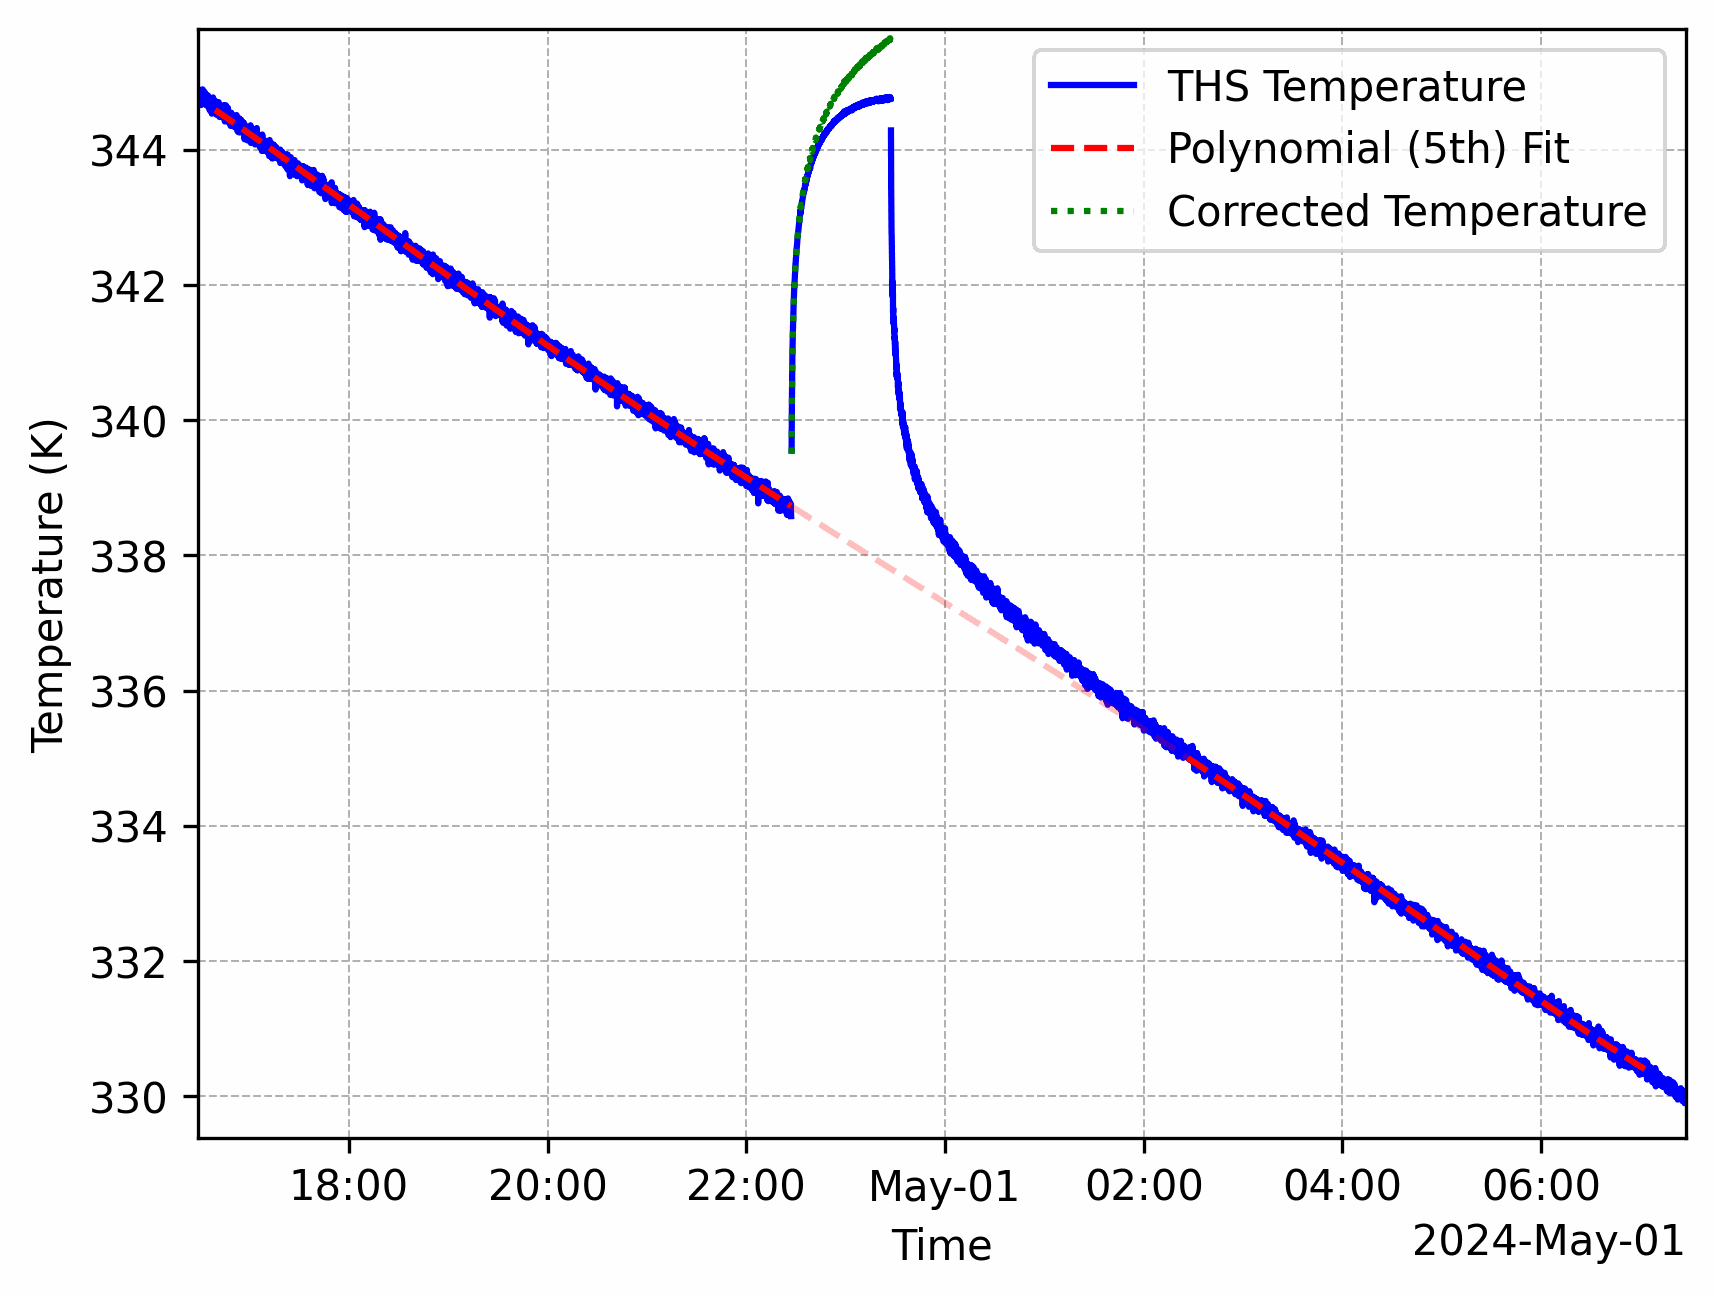 THS Temperature
Polynomial (5th) Fit
Corrected Temperature
Temperature (K)
344
342
340
338
336
334
332
330
18:00 20:00 22:00 May-01 02:00 04:00 06:00
Time
2024-May-01